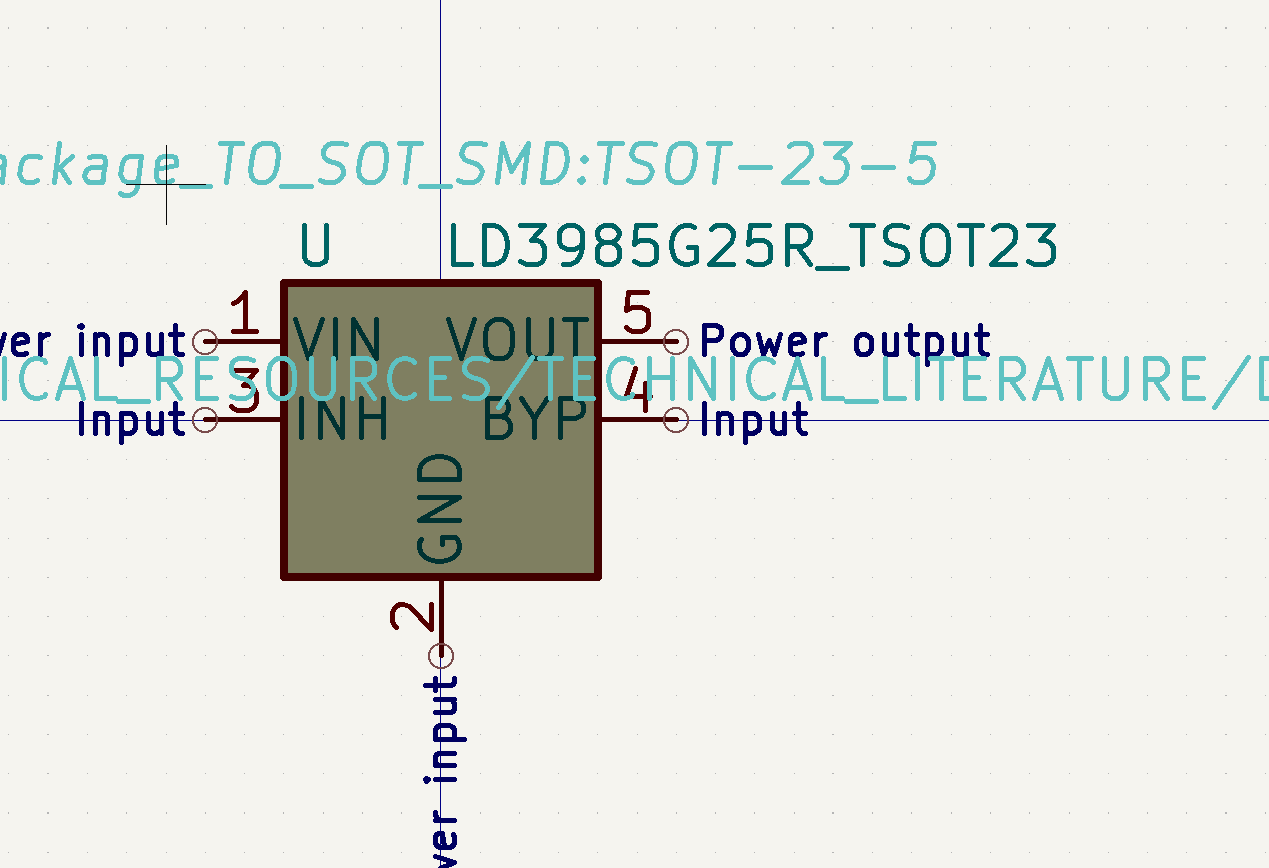 ackage_TO_SOT_SMD:TSOT-23-5
U LD3985G25R_TSOT23
1 5
ver input VIN VOUT Power output
ICAL_RESOURCES/TECHNICAL_LITERATURE/D
3 4
Input INH BYP Input
GND
2
ver input